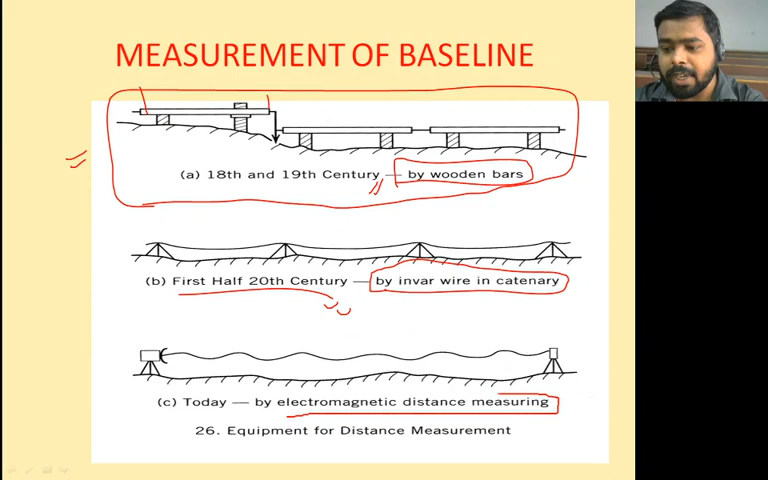 MEASUREMENT OF BASELINE
(a) 18th and 19th Century — by wooden bars
(b) First Half 20th Century — by invar wire in catenary
(c) Today — by electromagnetic distance measuring
26. Equipment for Distance Measurement